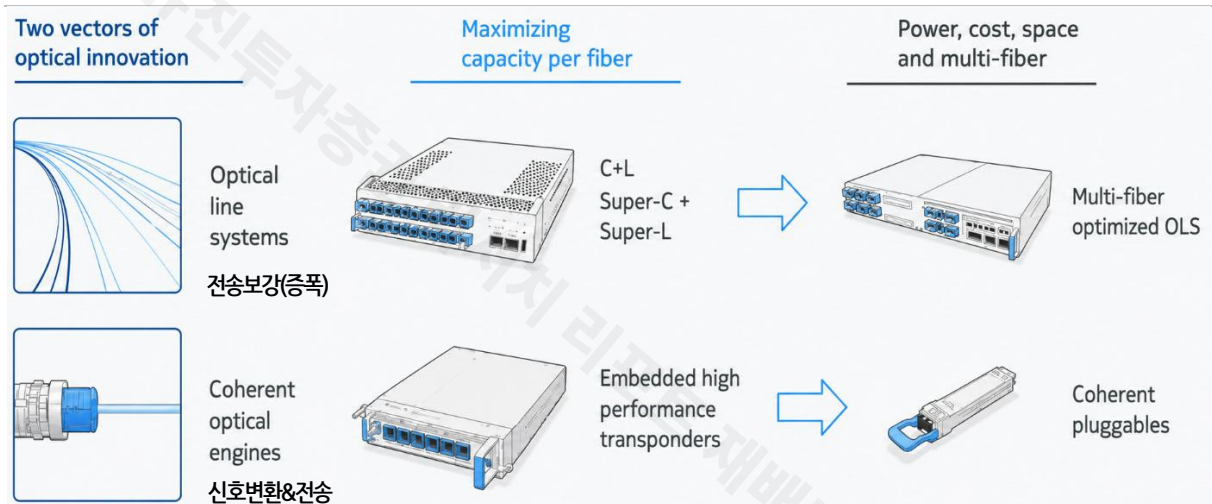 Two vectors of
optical innovation
Maximizing
capacity per fiber
Power, cost, space
and multi-fiber
Optical
line
systems
전송보강(증폭)
C+L
Super-C +
Super-L
Multi-fiber
optimized OLS
Coherent
optical
engines
신호변환&전송
Embedded high
performance
transponders
Coherent
pluggables